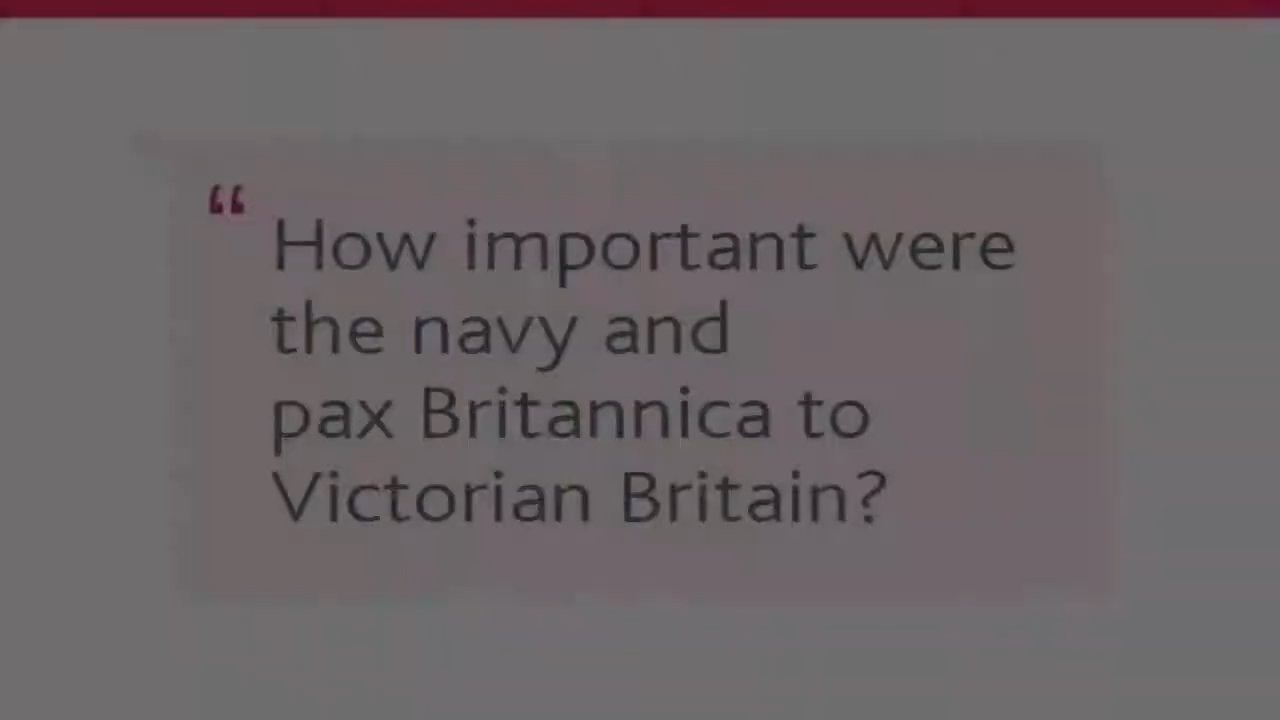 “ How important were
the navy and
pax Britannica to
Victorian Britain?